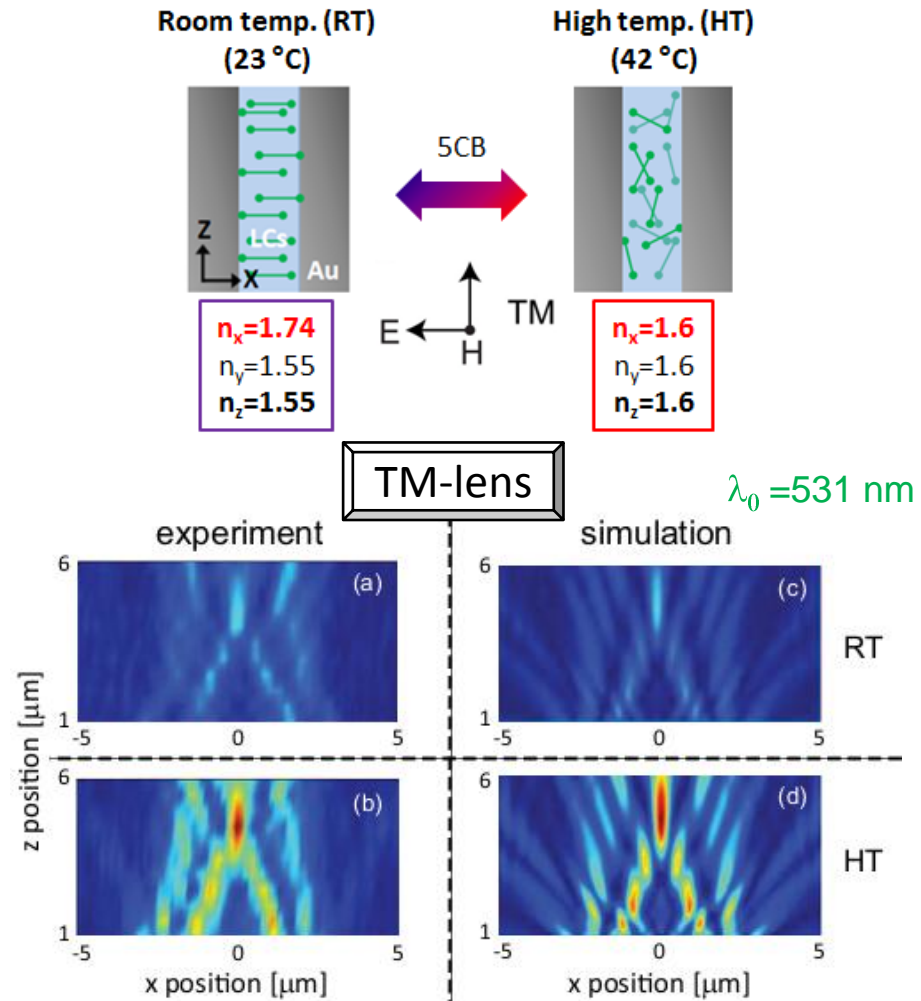 Room temp. (RT)
(23 °C)
High temp. (HT)
(42 °C)
5CB
LCs
Z
X
Au
E
H
TM
nₓ=1.74
n_y=1.55
n_z=1.55
nₓ=1.6
n_y=1.6
n_z=1.6
TM-lens
λ₀ =531 nm
experiment
simulation
6
(a)
1
-5
0
5
(c)
6
1
-5
0
5
RT
z position [μm]
6
(b)
1
-5
0
5
x position [μm]
6
(d)
1
-5
0
5
x position [μm]
HT